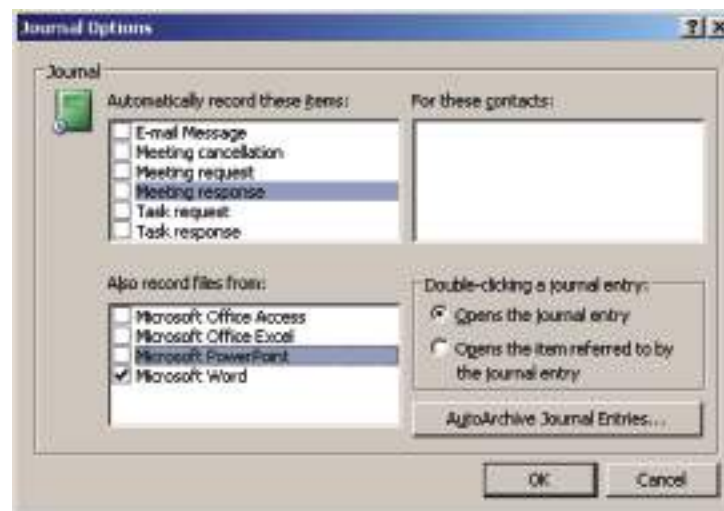 Journal Options
Journal
Automatically record these items:
E-mail Message
Meeting cancellation
Meeting request
Meeting response
Task request
Task response
For these contacts:
Also record files from:
Microsoft Office Access
Microsoft Office Excel
Microsoft PowerPoint
Microsoft Word
Double-clicking a journal entry:
Opens the journal entry
Opens the item referred to by
the journal entry
AutoArchive Journal Entries...
OK
Cancel